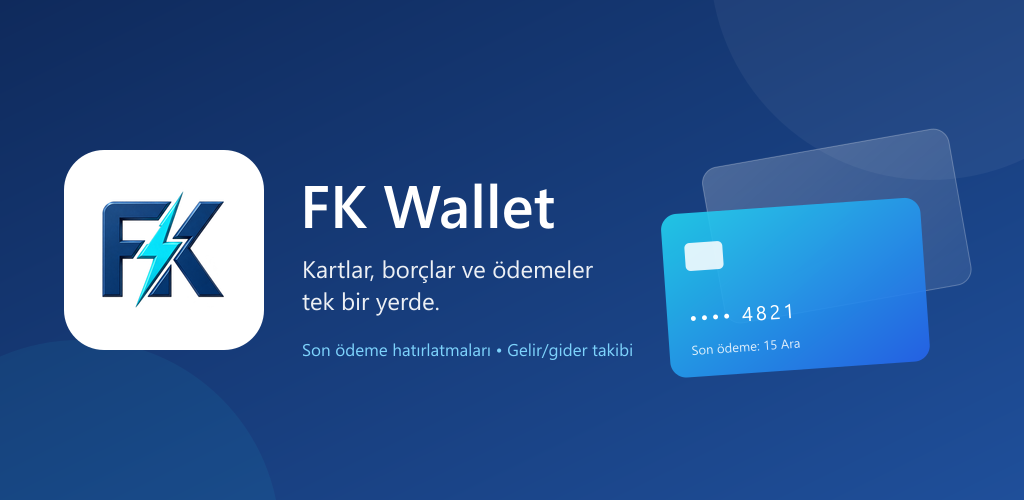 FK
FK Wallet
Kartlar, borçlar ve ödemeler
tek bir yerde.
Son ödeme hatırlatmaları • Gelir/gider takibi
•••• 4821
Son ödeme: 15 Ara